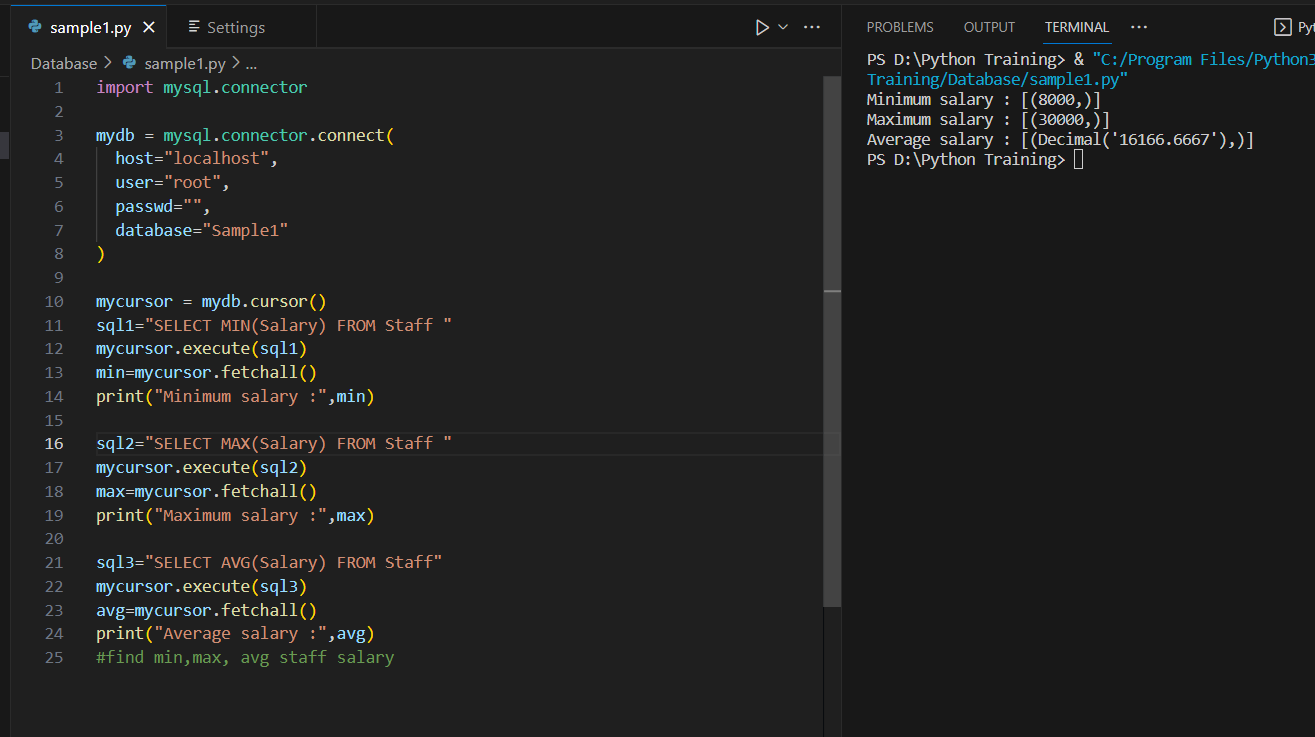 sample1.py
Settings
PROBLEMS OUTPUT TERMINAL
Database > sample1.py > ...
1 import mysql.connector
2
3 mydb = mysql.connector.connect(
4 host="localhost",
5 user="root",
6 passwd="",
7 database="Sample1"
8 )
9
10 mycursor = mydb.cursor()
11 sql1="SELECT MIN(Salary) FROM Staff "
12 mycursor.execute(sql1)
13 min=mycursor.fetchall()
14 print("Minimum salary :",min)
15
16 sql2="SELECT MAX(Salary) FROM Staff "
17 mycursor.execute(sql2)
18 max=mycursor.fetchall()
19 print("Maximum salary :",max)
20
21 sql3="SELECT AVG(Salary) FROM Staff"
22 mycursor.execute(sql3)
23 avg=mycursor.fetchall()
24 print("Average salary :",avg)
25 #find min,max, avg staff salary
PS D:\Python Training> & "C:/Program Files/Python3
Training/Database/sample1.py"
Minimum salary : [(8000,)]
Maximum salary : [(30000,)]
Average salary : [(Decimal('16166.6667'),)]
PS D:\Python Training>